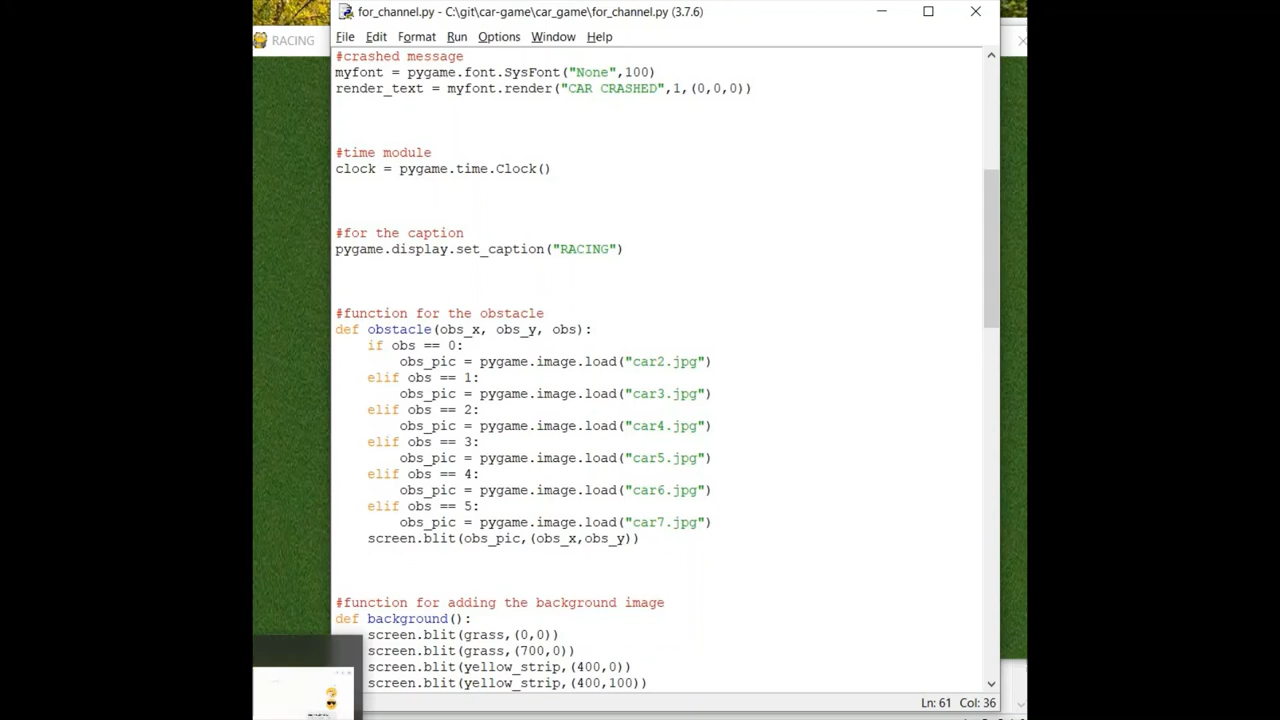 for_channel.py - C:\git\car-game\car_game\for_channel.py (3.7.6)
RACING
File Edit Format Run Options Window Help
#crashed message
myfont = pygame.font.SysFont("None",100)
render_text = myfont.render("CAR CRASHED",1,(0,0,0))
#time module
clock = pygame.time.Clock()
#for the caption
pygame.display.set_caption("RACING")
#function for the obstacle
def obstacle(obs_x, obs_y, obs):
    if obs == 0:
        obs_pic = pygame.image.load("car2.jpg")
    elif obs == 1:
        obs_pic = pygame.image.load("car3.jpg")
    elif obs == 2:
        obs_pic = pygame.image.load("car4.jpg")
    elif obs == 3:
        obs_pic = pygame.image.load("car5.jpg")
    elif obs == 4:
        obs_pic = pygame.image.load("car6.jpg")
    elif obs == 5:
        obs_pic = pygame.image.load("car7.jpg")
    screen.blit(obs_pic,(obs_x,obs_y))
#function for adding the background image
def background():
    screen.blit(grass,(0,0))
    screen.blit(grass,(700,0))
    screen.blit(yellow_strip,(400,0))
    screen.blit(yellow_strip,(400,100))
Ln: 61 Col: 36